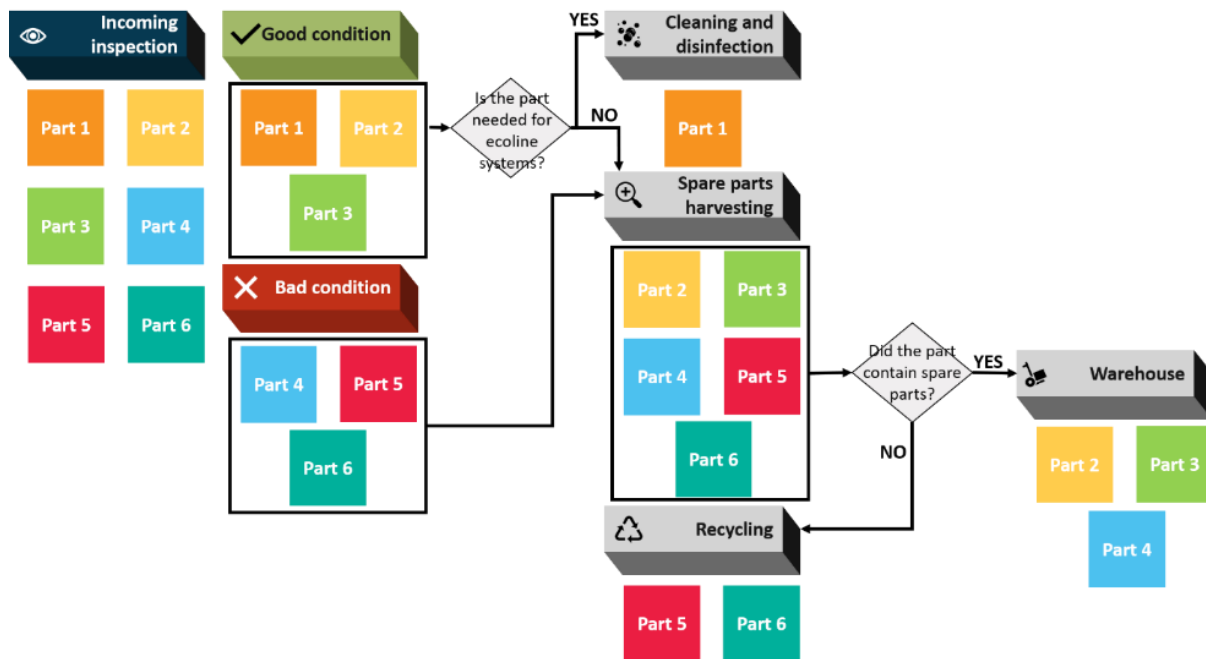 Incoming
inspection
Part 1
Part 2
Part 3
Part 4
Part 5
Part 6
Good condition
Part 1
Part 2
Part 3
Bad condition
Part 4
Part 5
Part 6
Is the part
needed for
ecoline
systems?
YES
NO
Cleaning and
disinfection
Part 1
Spare parts
harvesting
Part 2
Part 3
Part 4
Part 5
Part 6
Did the part
contain spare
parts?
YES
NO
Warehouse
Part 2
Part 3
Part 4
Recycling
Part 5
Part 6